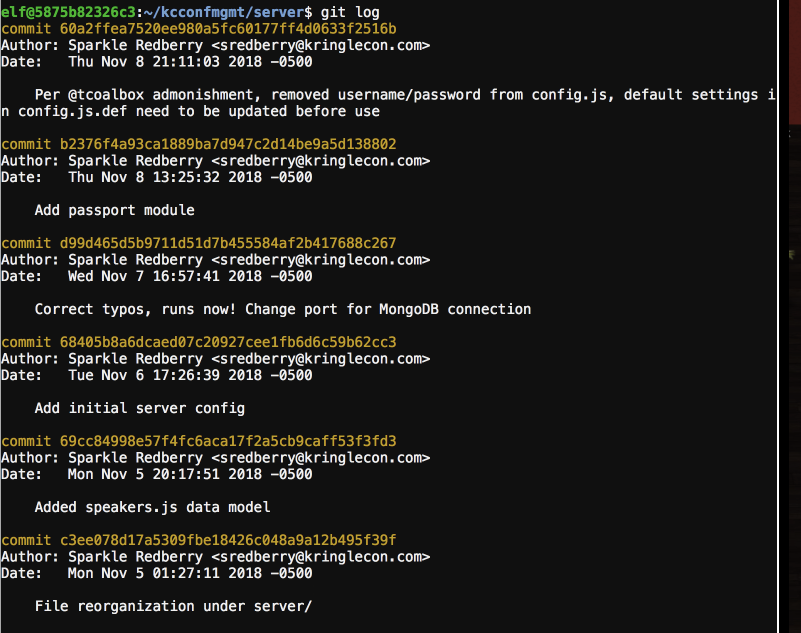 elf@5875b82326c3:~/kcconfmgmt/server$ git log
commit 60a2ffea7520ee980a5fc60177ff4d0633f2516b
Author: Sparkle Redberry <sredberry@kringlecon.com>
Date:   Thu Nov 8 21:11:03 2018 -0500
Per @tcoalbox admonishment, removed username/password from config.js, default settings i
n config.js.def need to be updated before use
commit b2376f4a93ca1889ba7d947c2d14be9a5d138802
Author: Sparkle Redberry <sredberry@kringlecon.com>
Date:   Thu Nov 8 13:25:32 2018 -0500
Add passport module
commit d99d465d5b9711d51d7b455584af2b417688c267
Author: Sparkle Redberry <sredberry@kringlecon.com>
Date:   Wed Nov 7 16:57:41 2018 -0500
Correct typos, runs now! Change port for MongoDB connection
commit 68405b8a6dcaed07c20927cee1fb6d6c59b62cc3
Author: Sparkle Redberry <sredberry@kringlecon.com>
Date:   Tue Nov 6 17:26:39 2018 -0500
Add initial server config
commit 69cc84998e57f4fc6aca17f2a5cb9caff53f3fd3
Author: Sparkle Redberry <sredberry@kringlecon.com>
Date:   Mon Nov 5 20:17:51 2018 -0500
Added speakers.js data model
commit c3ee078d17a5309fbe18426c048a9a12b495f39f
Author: Sparkle Redberry <sredberry@kringlecon.com>
Date:   Mon Nov 5 01:27:11 2018 -0500
File reorganization under server/